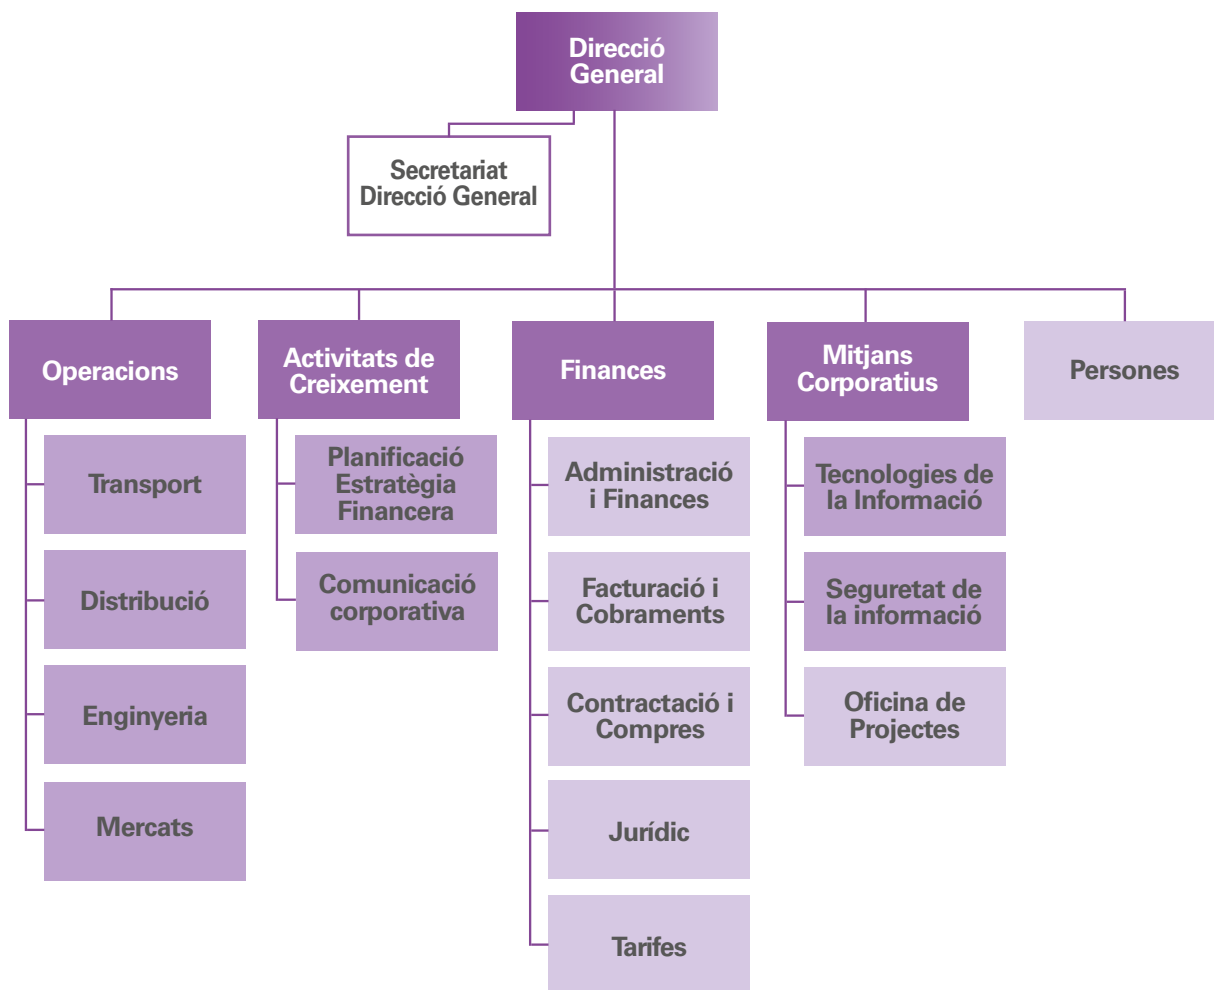 Direcció
General
Secretariat
Direcció General
Operacions
Activitats de
Creixement
Finances
Mitjans
Corporatius
Persones
Transport
Distribució
Enginyeria
Mercats
Planificació
Estratègia
Financera
Comunicació
corporativa
Administració
i Finances
Facturació i
Cobraments
Contractació i
Compres
Jurídic
Tarifes
Tecnologies de
la Informació
Seguretat de
la informació
Oficina de
Projectes